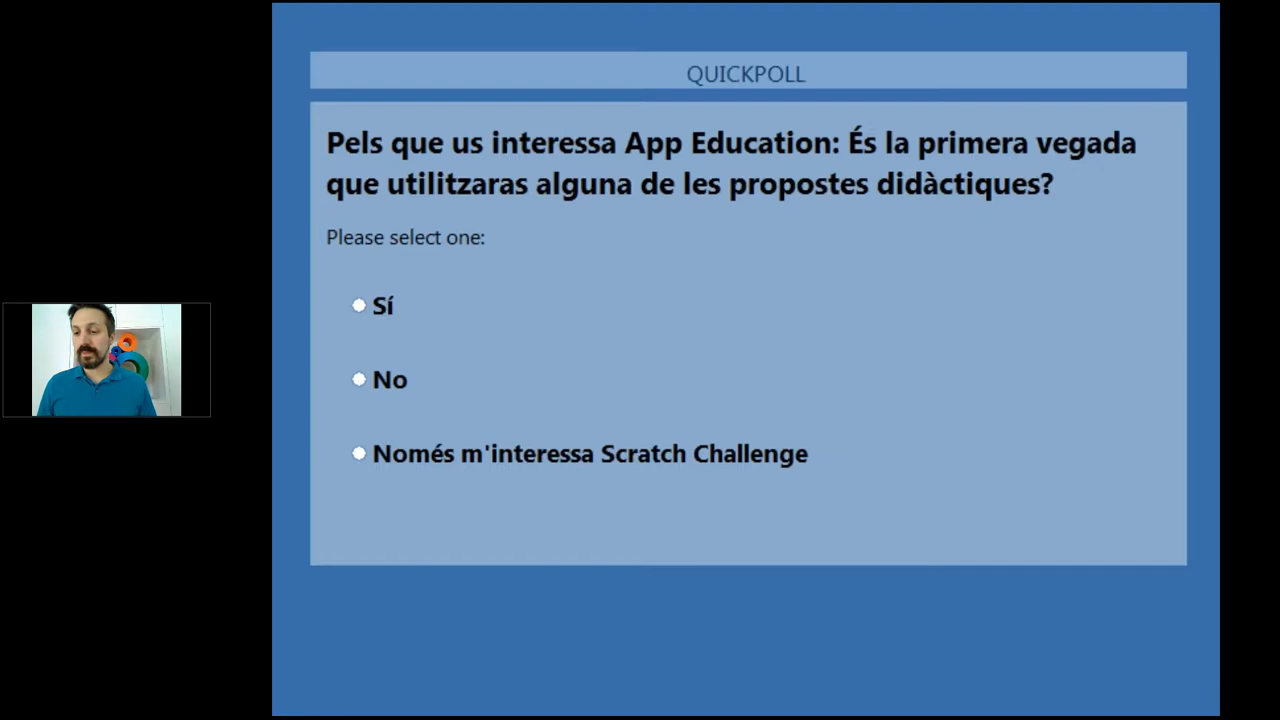 QUICKPOLL
Pels que us interessa App Education: És la primera vegada
que utilitzaras alguna de les propostes didàctiques?
Please select one:
Sí
No
Només m'interessa Scratch Challenge